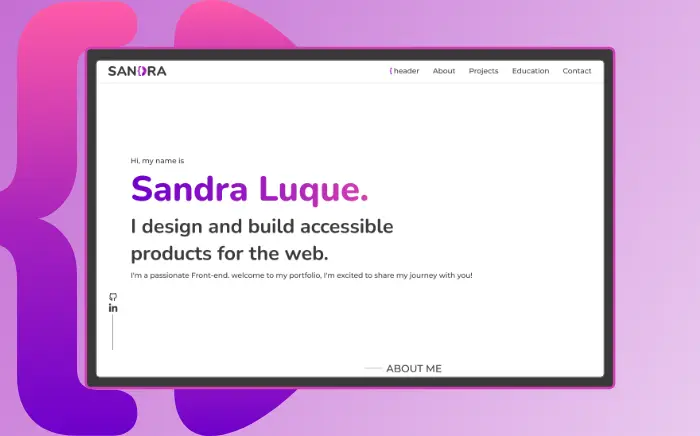 SANDRA
{ header About Projects Education Contact
Hi, my name is
Sandra Luque.
I design and build accessible
products for the web.
I'm a passionate Front-end. welcome to my portfolio, I'm excited to share my journey with you!
in
ABOUT ME